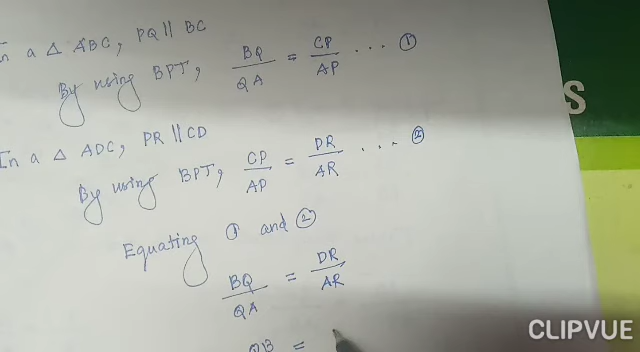 In a △ ABC, PQ || BC
By using BPT, BQ/QA = CP/AP ... ①
In a △ ADC, PR || CD
By using BPT, CP/AP = DR/AR ... ②
Equating ① and ②
BQ/QA = DR/AR
QB =
S
CLIPVUE